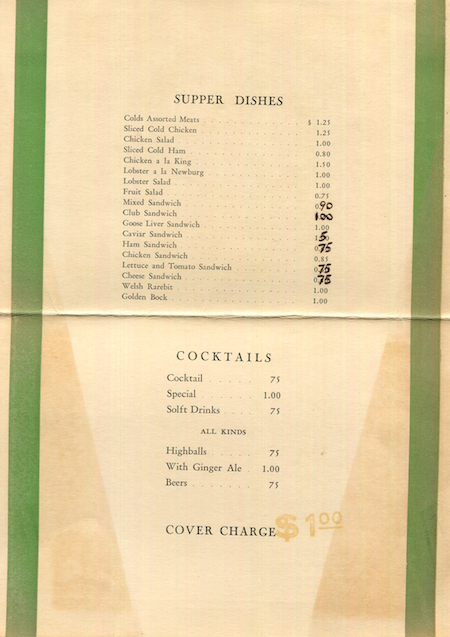 SUPPER DISHES
Colds Assorted Meats $ 1.25
Sliced Cold Chicken 1.25
Chicken Salad 1.00
Sliced Cold Ham 0.80
Chicken a la King 1.50
Lobster a la Newburg 1.00
Lobster Salad 1.00
Fruit Salad 0.75
Mixed Sandwich 0.90
Club Sandwich 100
Goose Liver Sandwich 1.00
Caviar Sandwich 1.50
Ham Sandwich 0.75
Chicken Sandwich 0.85
Lettuce and Tomato Sandwich 0.75
Cheese Sandwich 0.75
Welsh Rarebit 1.00
Golden Bock 1.00
COCKTAILS
Cocktail 75
Special 1.00
Solft Drinks 75
ALL KINDS
Highballs 75
With Ginger Ale 1.00
Beers 75
COVER CHARGE $1.00